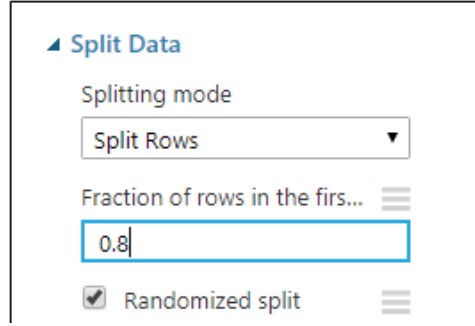 Split Data
Splitting mode
Split Rows
Fraction of rows in the firs...
0.8
Randomized split